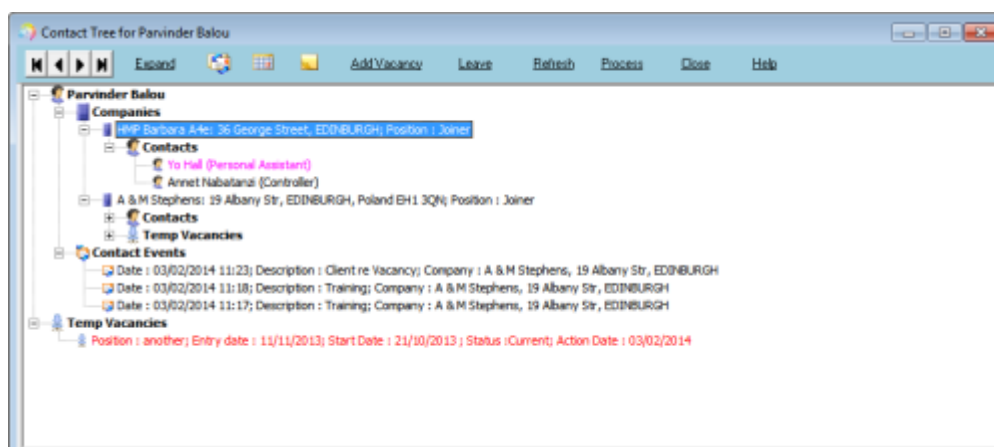 Contact Tree for Parvinder Balou
Expand Add Vacancy Leave Refresh Process Close Help
Parvinder Balou
Companies
HMP Barbara A4e: 36 George Street, EDINBURGH; Position : Joiner
Contacts
Yo Hall (Personal Assistant)
Annet Nabatanzi (Controller)
A & M Stephens: 19 Albany Str, EDINBURGH, Poland EH1 3QN; Position : Joiner
Contacts
Temp Vacancies
Contact Events
Date : 03/02/2014 11:23; Description : Client re Vacancy; Company : A & M Stephens, 19 Albany Str, EDINBURGH
Date : 03/02/2014 11:18; Description : Training; Company : A & M Stephens, 19 Albany Str, EDINBURGH
Date : 03/02/2014 11:17; Description : Training; Company : A & M Stephens, 19 Albany Str, EDINBURGH
Temp Vacancies
Position : another; Entry date : 11/11/2013; Start Date : 21/10/2013 ; Status :Current; Action Date : 03/02/2014